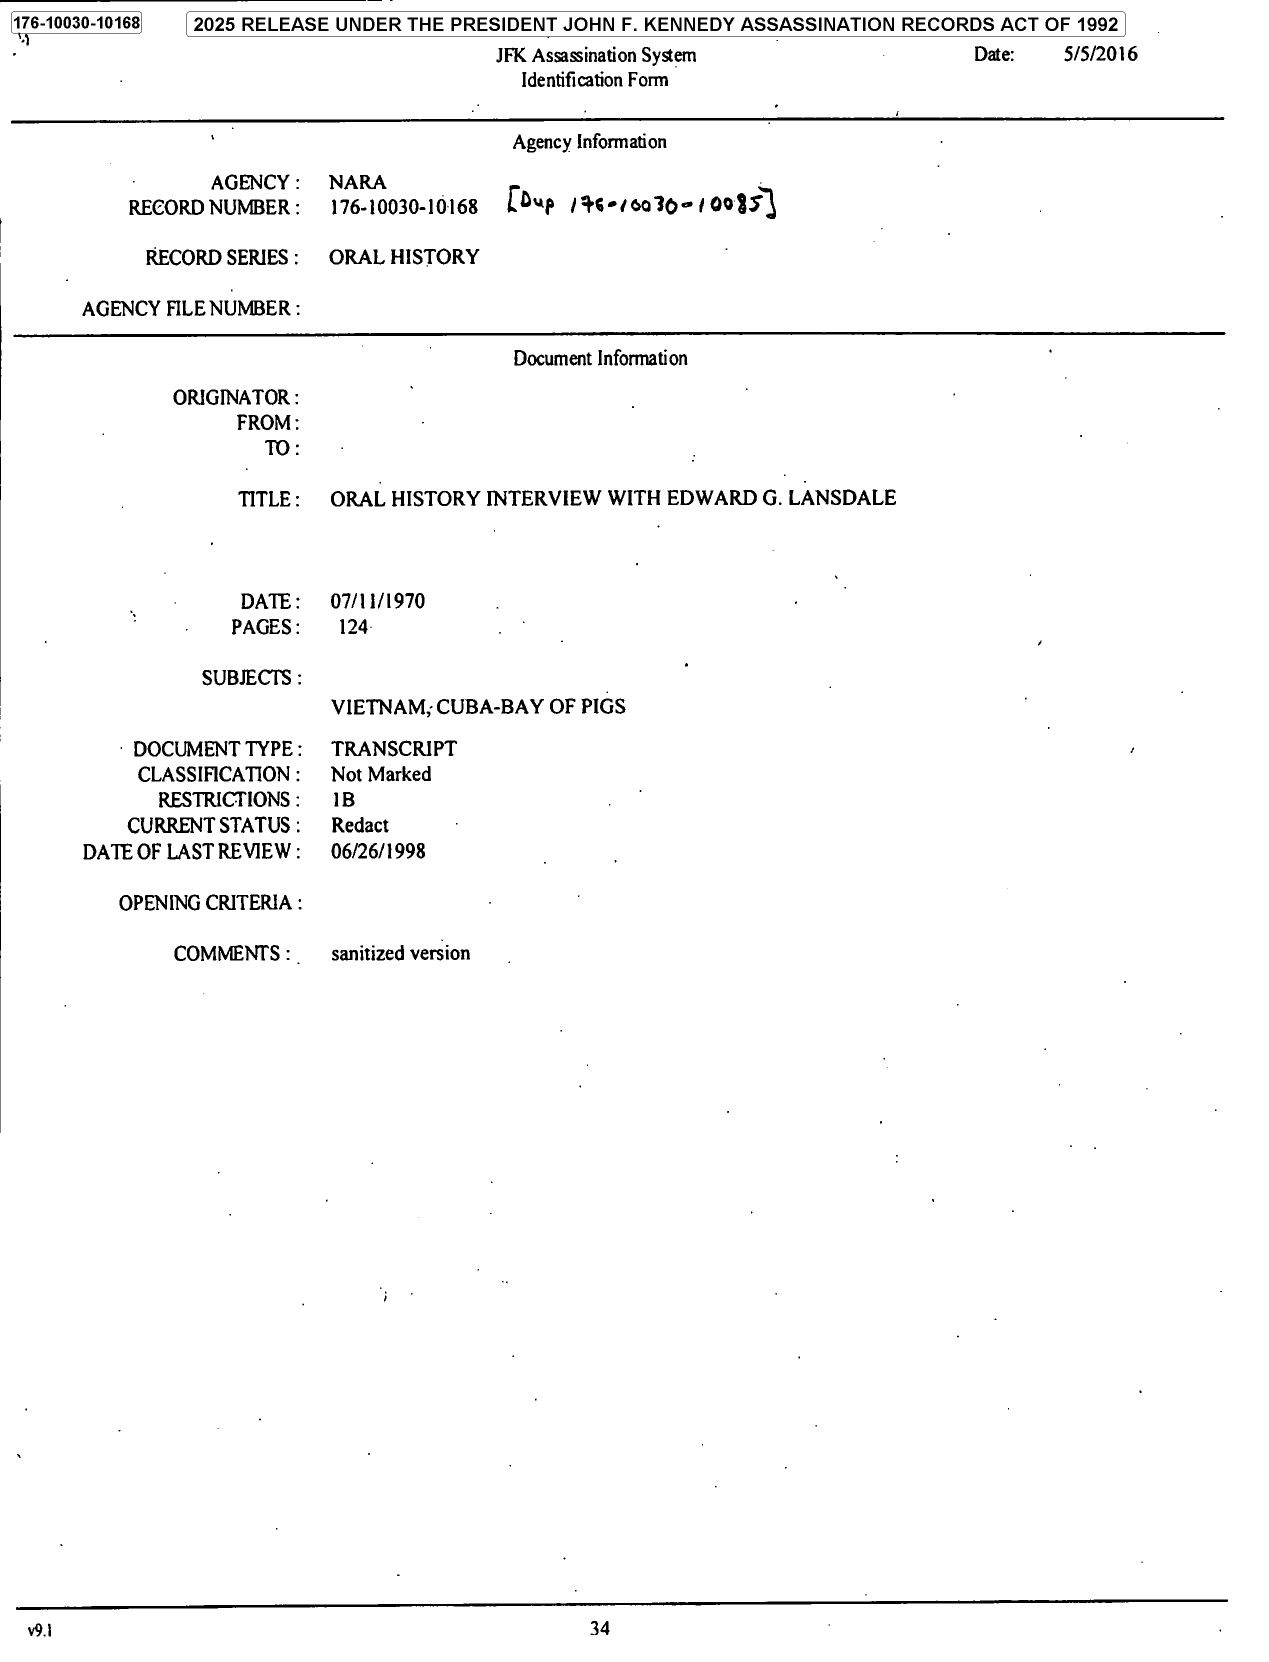 176-10030-10168 2025 RELEASE UNDER THE PRESIDENT JOHN F. KENNEDY ASSASSINATION RECORDS ACT OF 1992
JFK Assassination System Date: 5/5/2016
Identification Form
Agency Information
AGENCY : NARA
RECORD NUMBER : 176-10030-10168 [Dup 176-10030-10085]
RECORD SERIES : ORAL HISTORY
AGENCY FILE NUMBER :
Document Information
ORIGINATOR :
FROM :
TO :
TITLE : ORAL HISTORY INTERVIEW WITH EDWARD G. LANSDALE
DATE : 07/11/1970
PAGES : 124
SUBJECTS :
VIETNAM, CUBA-BAY OF PIGS
DOCUMENT TYPE : TRANSCRIPT
CLASSIFICATION : Not Marked
RESTRICTIONS : 1B
CURRENT STATUS : Redact
DATE OF LAST REVIEW : 06/26/1998
OPENING CRITERIA :
COMMENTS : sanitized version
v9.1 34